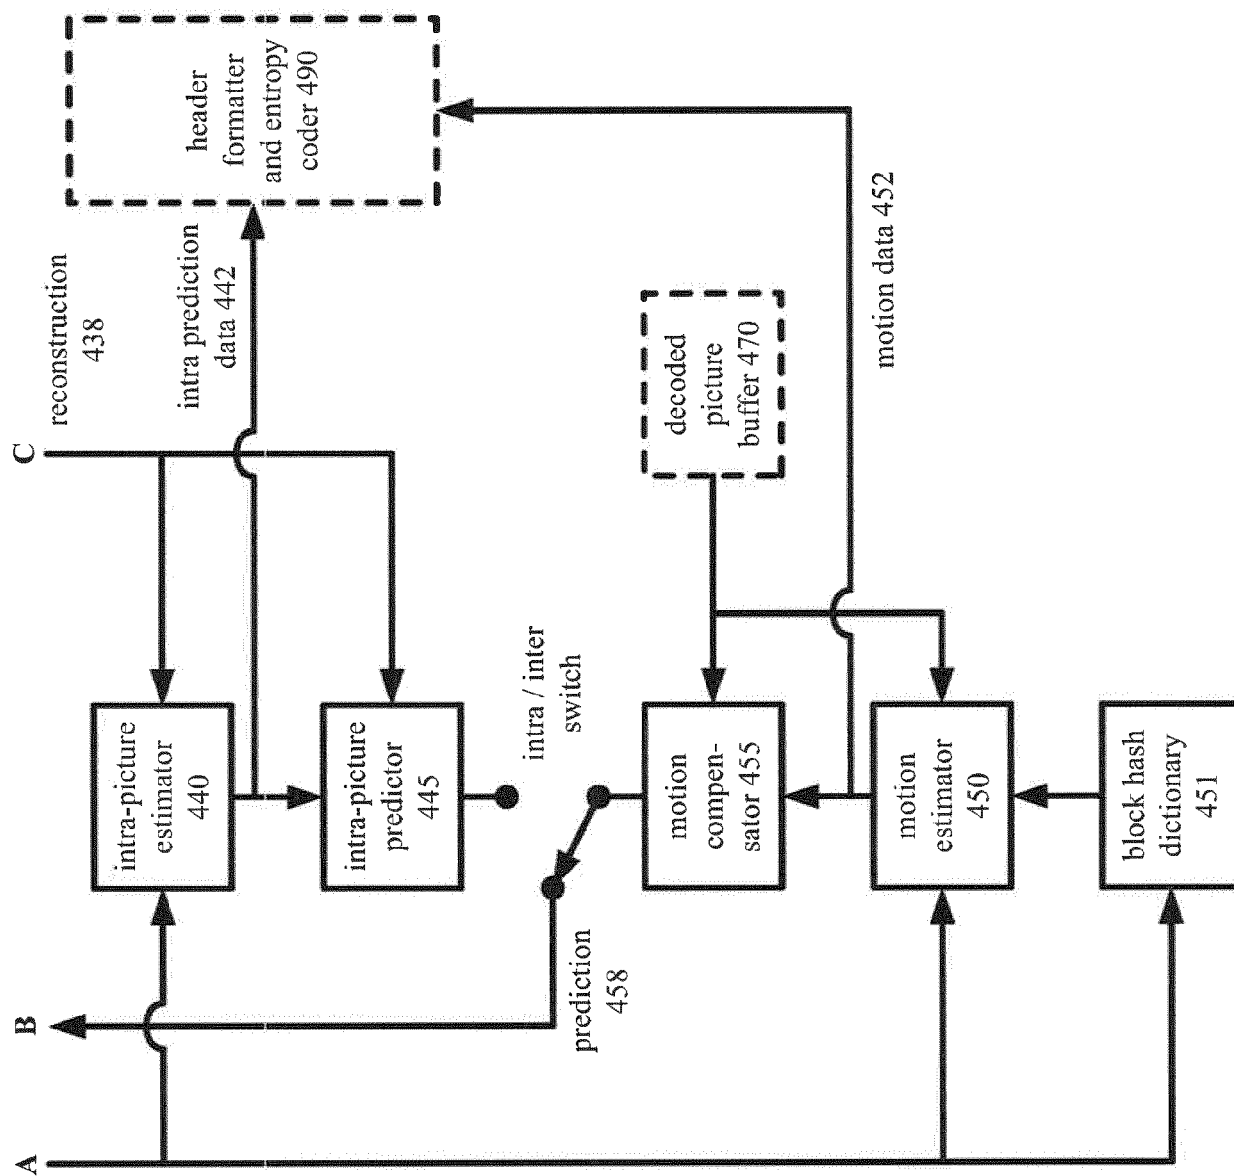 A
B
C
reconstruction
438
intra prediction
data 442
header
formatter
and entropy
coder 490
intra-picture
estimator
440
intra-picture
predictor
445
intra / inter
switch
prediction
458
decoded
picture
buffer 470
motion data 452
motion
compen-
sator 455
motion
estimator
450
block hash
dictionary
451